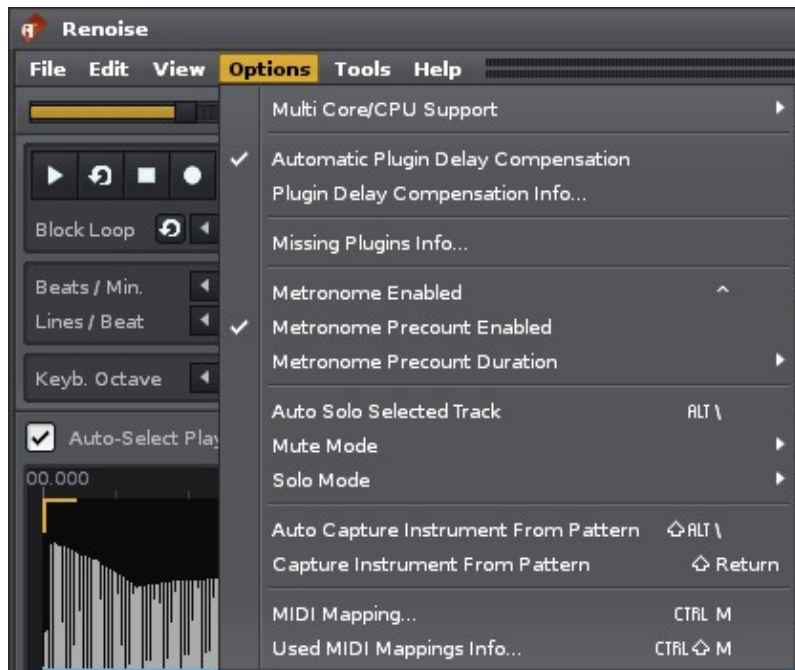 Renoise
File Edit View Options Tools Help
Multi Core/CPU Support
Automatic Plugin Delay Compensation
Plugin Delay Compensation Info...
Block Loop
Missing Plugins Info...
Beats / Min.
Metronome Enabled ^
Lines / Beat
Metronome Precount Enabled
Metronome Precount Duration
Keyb. Octave
Auto Solo Selected Track ALT \
Auto-Select Play
Mute Mode
Solo Mode
00.000
Auto Capture Instrument From Pattern ⇧ALT \
Capture Instrument From Pattern ⇧ Return
MIDI Mapping... CTRL M
Used MIDI Mappings Info... CTRL⇧ M